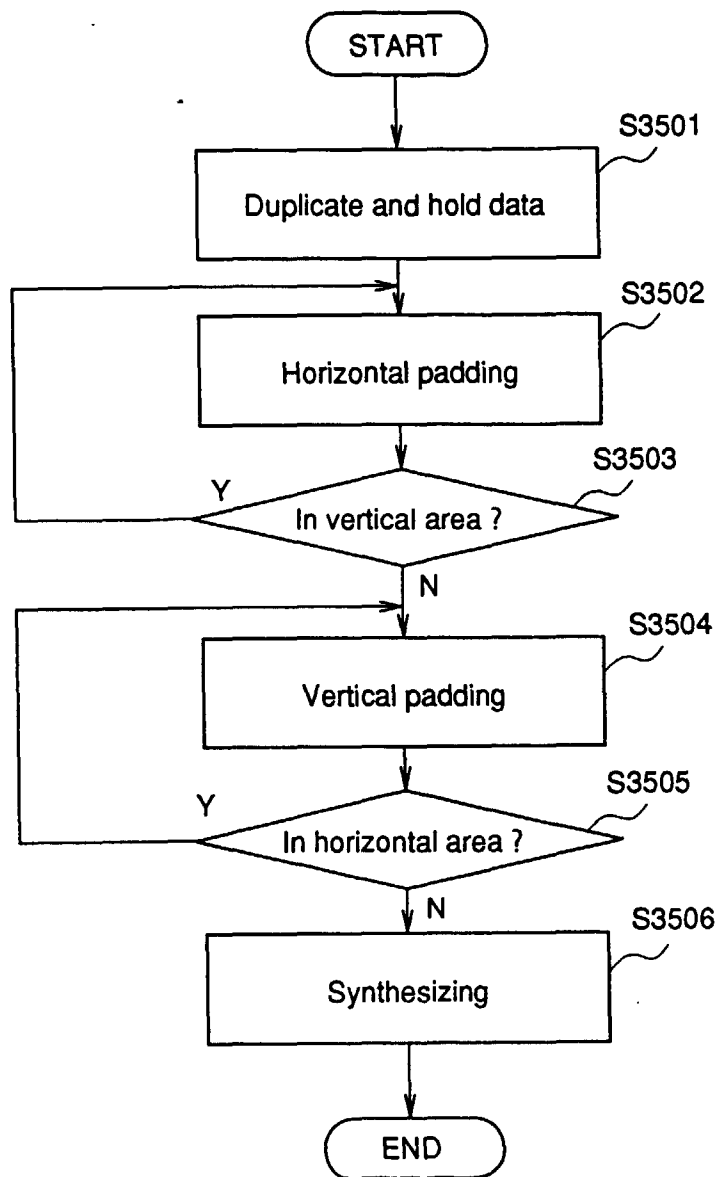 START
S3501
Duplicate and hold data
S3502
Horizontal padding
S3503
Y
In vertical area ?
N
S3504
Vertical padding
S3505
Y
In horizontal area ?
N
S3506
Synthesizing
END